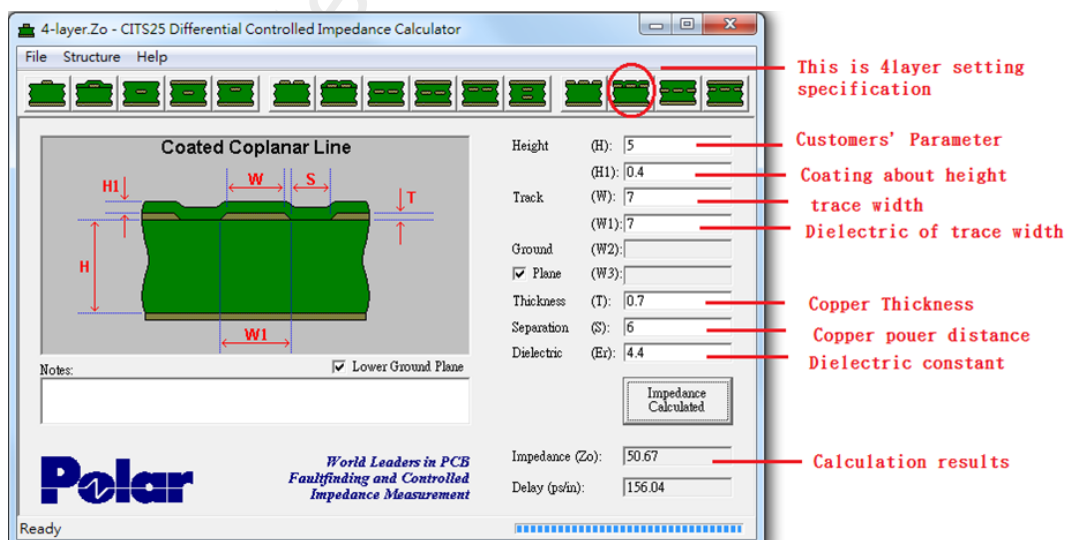 4-layer.Zo - CITS25 Differential Controlled Impedance Calculator
File Structure Help
This is 4layer setting
specification
Coated Coplanar Line
H1
W
S
T
H
W1
Height (H): 5
Customers' Parameter
(H1): 0.4
Coating about height
Track (W): 7
trace width
(W1): 7
Dielectric of trace width
Ground (W2):
Plane (W3):
Thickness (T): 0.7
Copper Thickness
Separation (S): 6
Copper pouer distance
Dielectric (Er): 4.4
Dielectric constant
Notes:
Lower Ground Plane
Impedance
Calculated
Polar
World Leaders in PCB
Faultfinding and Controlled
Impedance Measurement
Impedance (Zo): 50.67
Calculation results
Delay (ps/in): 156.04
Ready